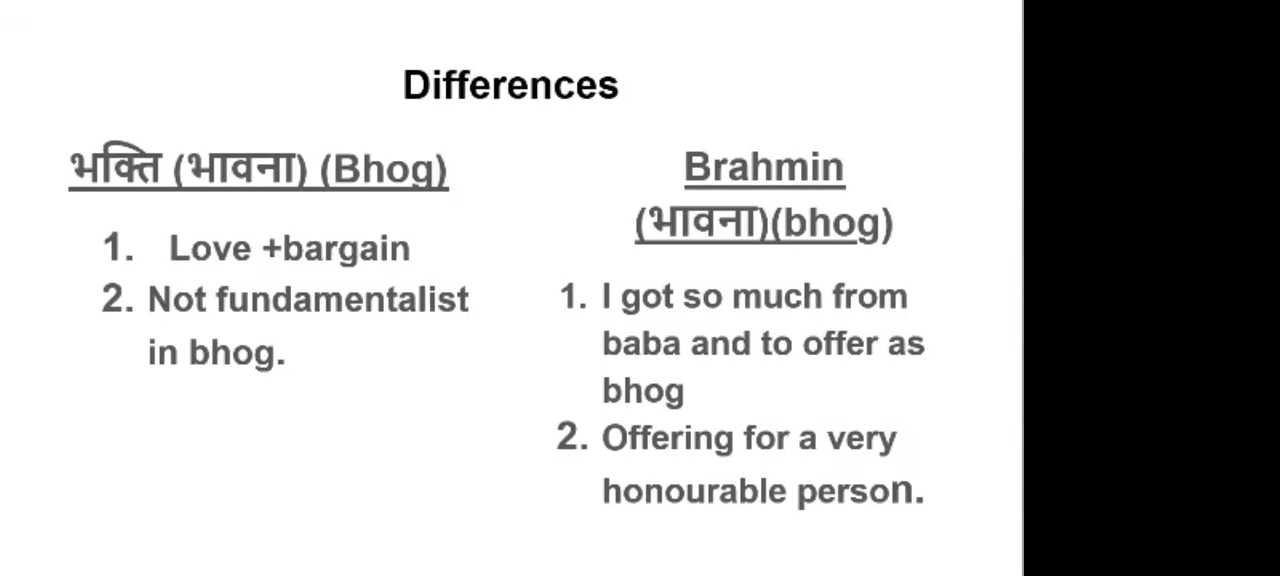 Differences
भक्ति (भावना) (Bhog)
1. Love +bargain
2. Not fundamentalist
in bhog.
Brahmin
(भावना)(bhog)
1. I got so much from
baba and to offer as
bhog
2. Offering for a very
honourable person.